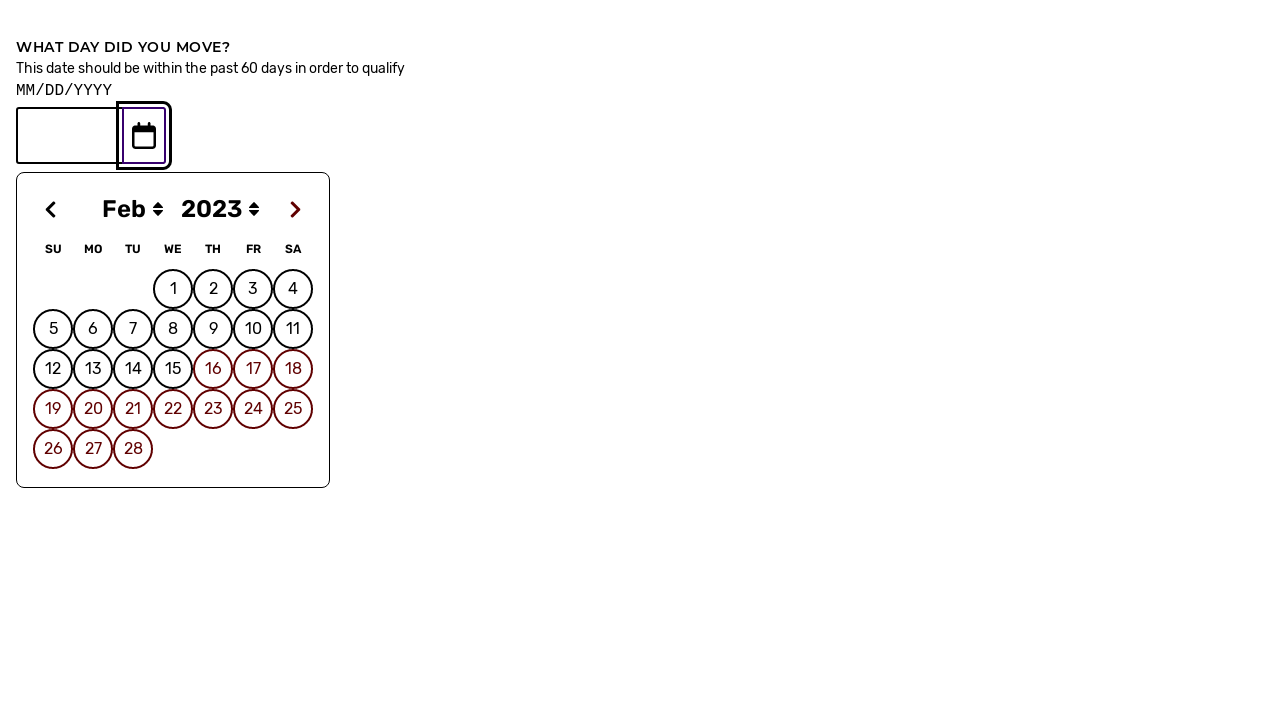 WHAT DAY DID YOU MOVE?
This date should be within the past 60 days in order to qualify
MM/DD/YYYY
Feb 2023
SU MO TU WE TH FR SA
1 2 3 4
5 6 7 8 9 10 11
12 13 14 15 16 17 18
19 20 21 22 23 24 25
26 27 28